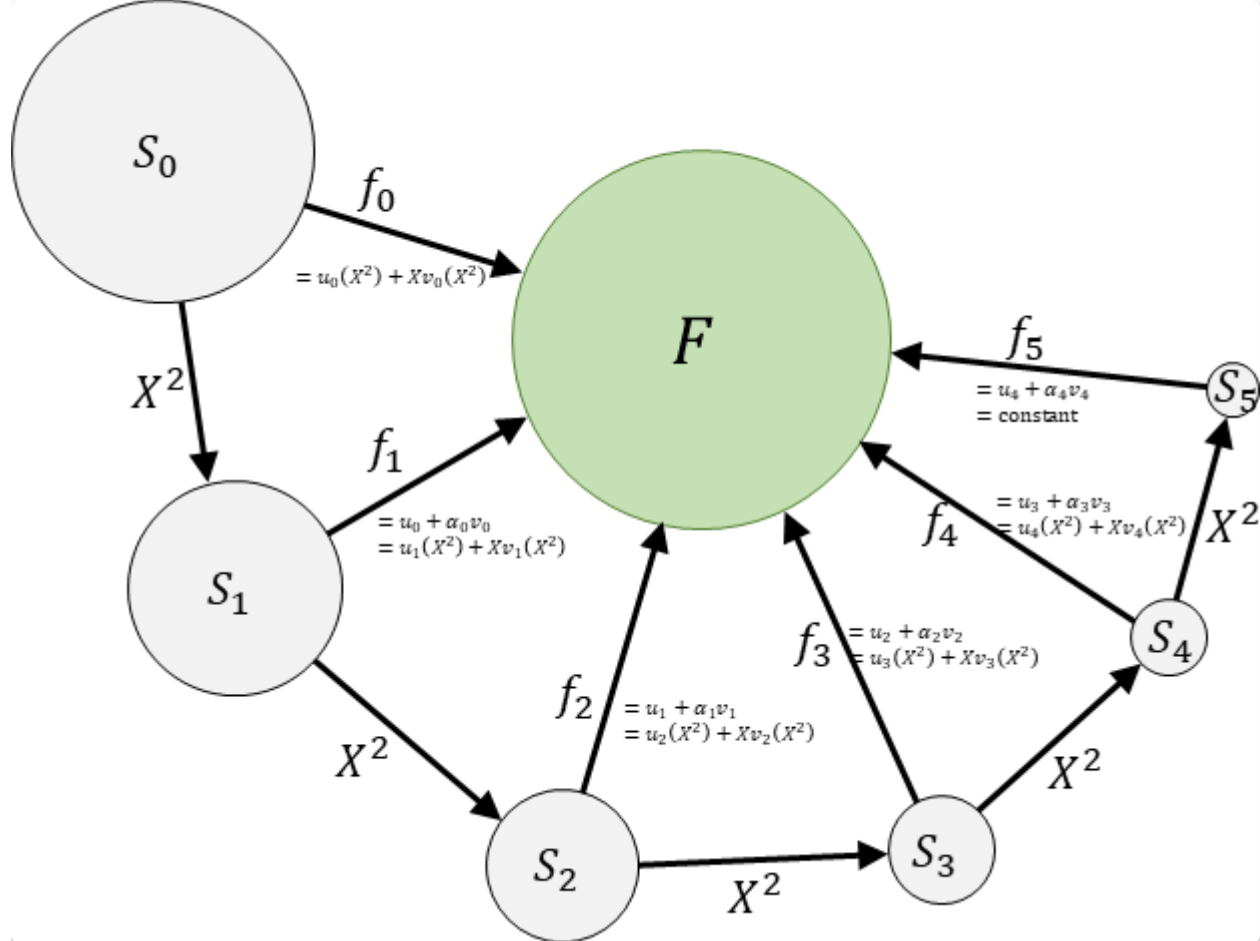 S₀
f₀
= u₀(X²) + Xv₀(X²)
F
f₅
= u₄ + α₄v₄
= constant
S₅
X²
f₁
= u₀ + α₀v₀
= u₁(X²) + Xv₁(X²)
f₄
= u₃ + α₃v₃
= u₄(X²) + Xv₄(X²)
X²
S₁
f₃
= u₂ + α₂v₂
= u₃(X²) + Xv₃(X²)
S₄
f₂
= u₁ + α₁v₁
= u₂(X²) + Xv₂(X²)
X²
X²
S₂
S₃
X²